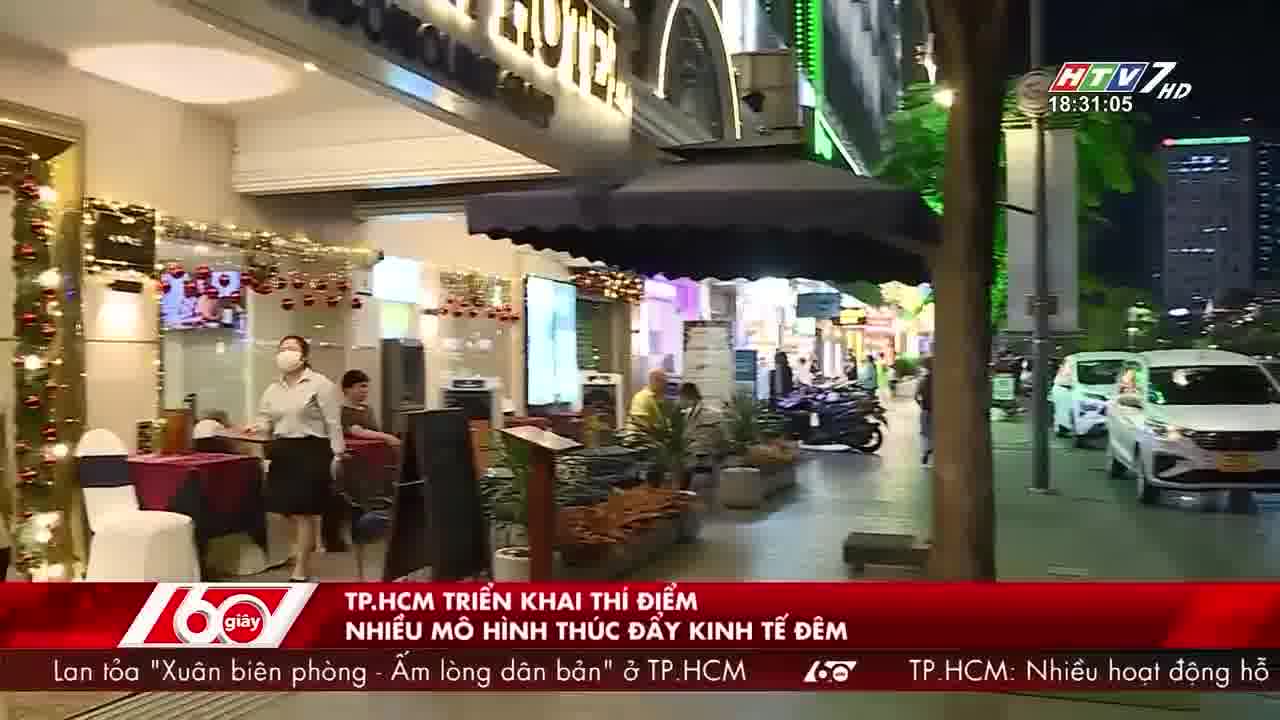 HTV7 HD
18:31:05
60 giây
TP.HCM TRIỂN KHAI THÍ ĐIỂM
NHIỀU MÔ HÌNH THÚC ĐẨY KINH TẾ ĐÊM
Lan tỏa "Xuân biên phòng - Ấm lòng dân bản" ở TP.HCM 60 giây TP.HCM: Nhiều hoạt động hỗ